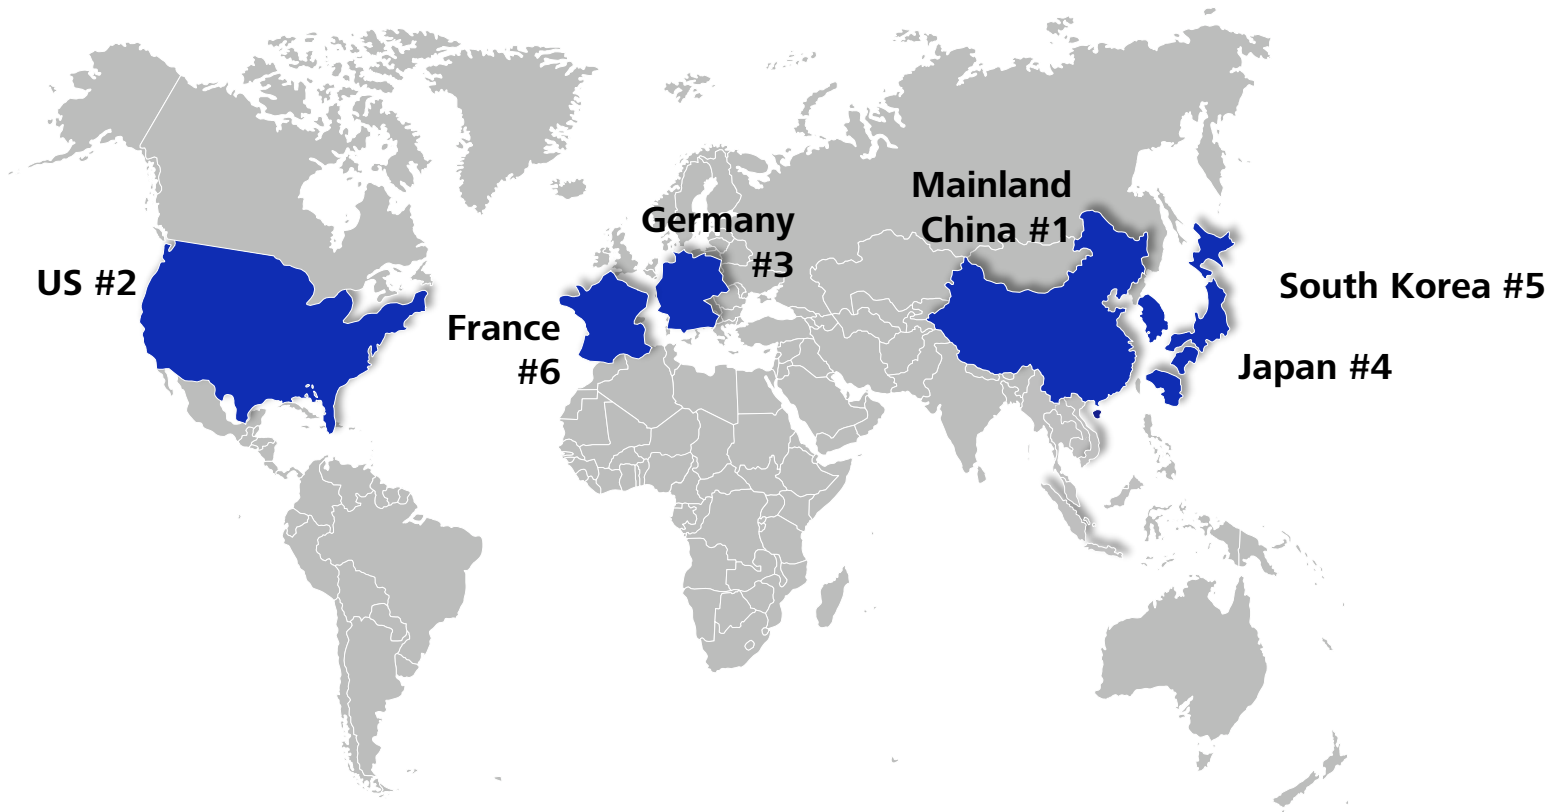 Mainland
China #1
Germany
#3
US #2
South Korea #5
France
#6
Japan #4